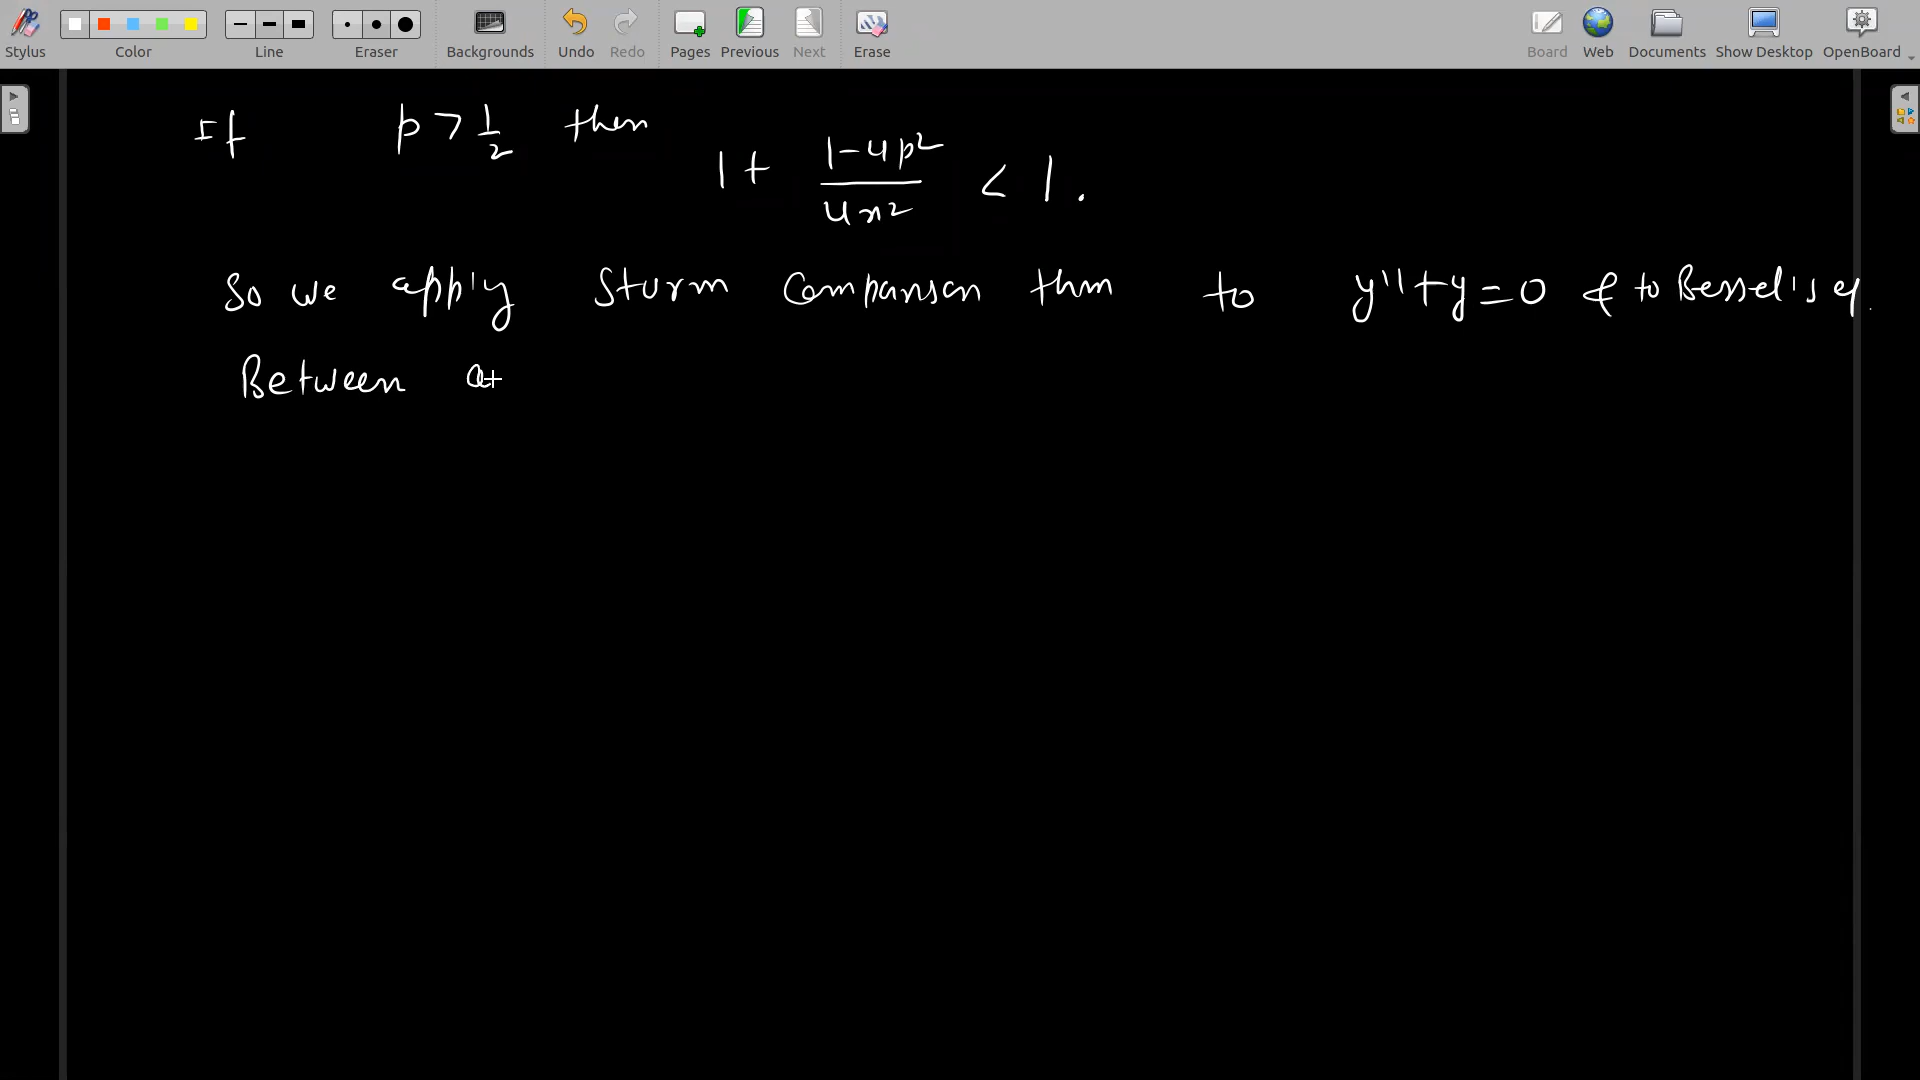 Stylus Color Line Eraser Backgrounds Undo Redo Pages Previous Next Erase Board Web Documents Show Desktop OpenBoard
If p > 1/2 then
1 + (1-4p²)/(4x²) < 1.
So we apply Sturm Comparison thm to y'' + y = 0 & to Bessel's eq.
Between a